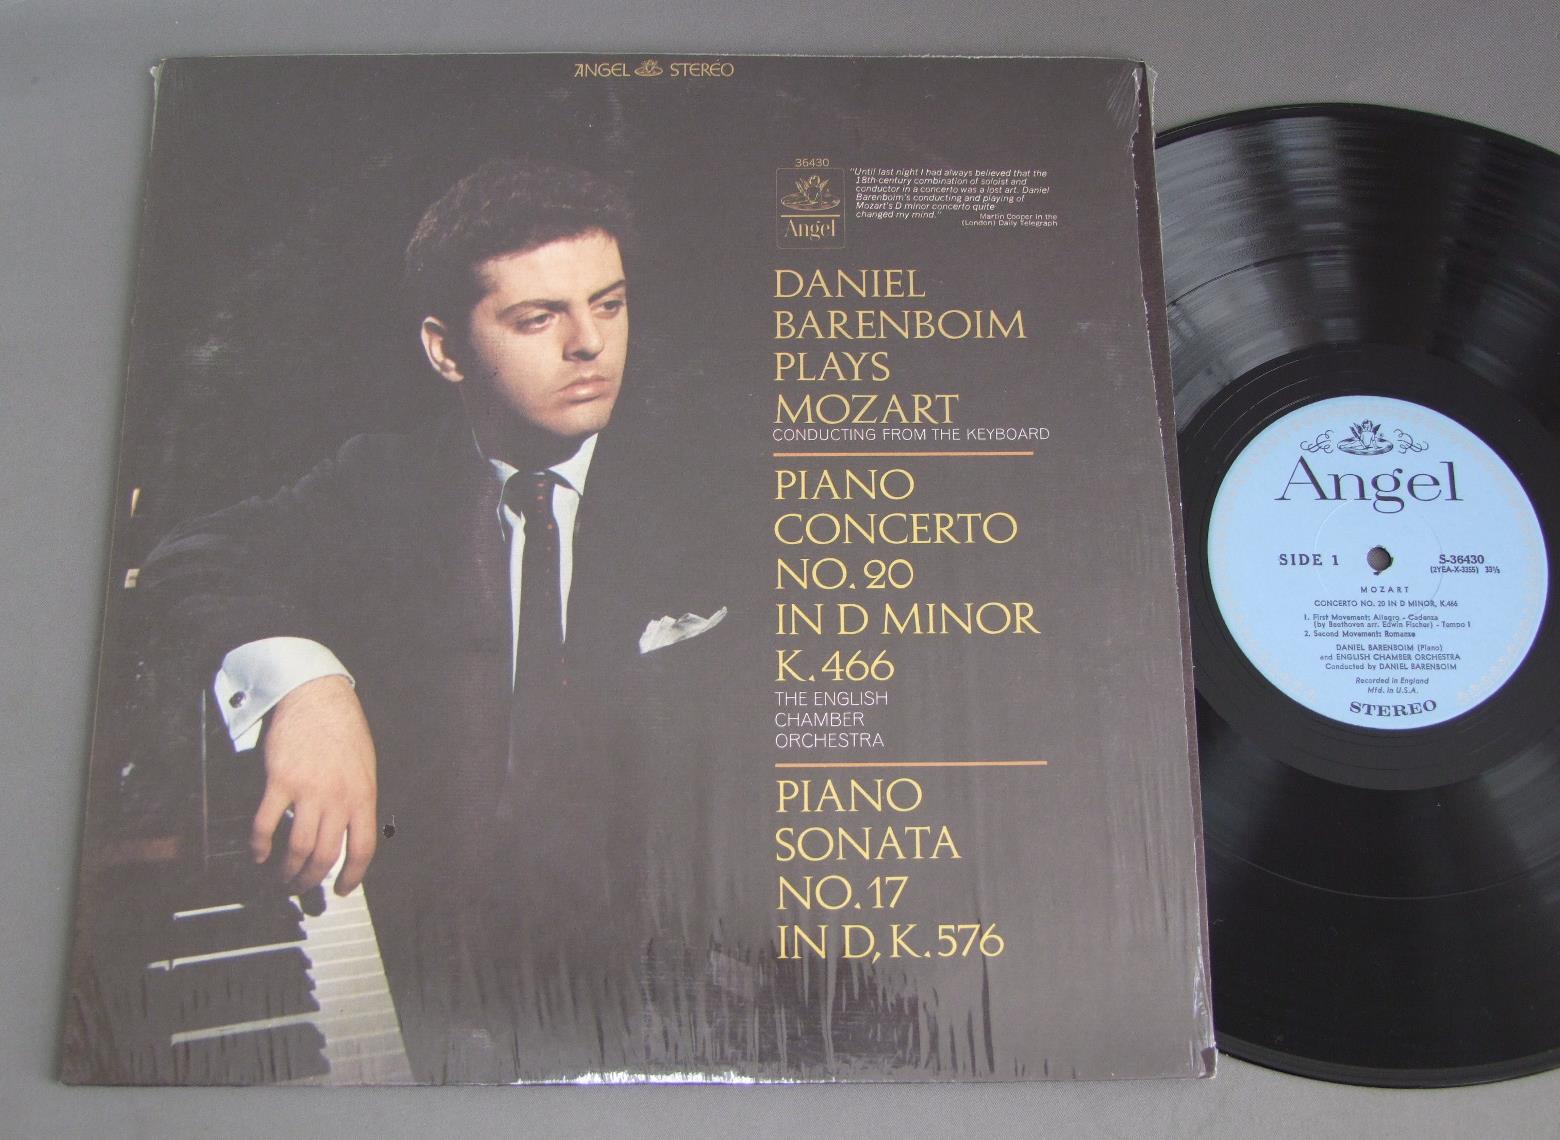 ANGEL STEREO
36430
Angel
"Until last night I had always believed that the
18th-century combination of soloist and
conductor in a concerto was a lost art. Daniel
Barenboim's conducting and playing of
Mozart's D minor concerto quite
changed my mind."
Martin Cooper in the
(London) Daily Telegraph
DANIEL
BARENBOIM
PLAYS
MOZART
CONDUCTING FROM THE KEYBOARD
PIANO
CONCERTO
NO. 20
IN D MINOR
K. 466
THE ENGLISH
CHAMBER
ORCHESTRA
PIANO
SONATA
NO. 17
IN D, K. 576
Angel
SIDE 1
S-36430
(2YEA-X-3355) 33⅓
MOZART
CONCERTO NO. 20 IN D MINOR, K.466
1. First Movement: Allegro - Cadenza
(by Beethoven arr. Edwin Fischer) - Tempo I
2. Second Movement: Romanze
DANIEL BARENBOIM (Piano)
and ENGLISH CHAMBER ORCHESTRA
Conducted by DANIEL BARENBOIM
Recorded in England
Mfd. in U.S.A.
STEREO